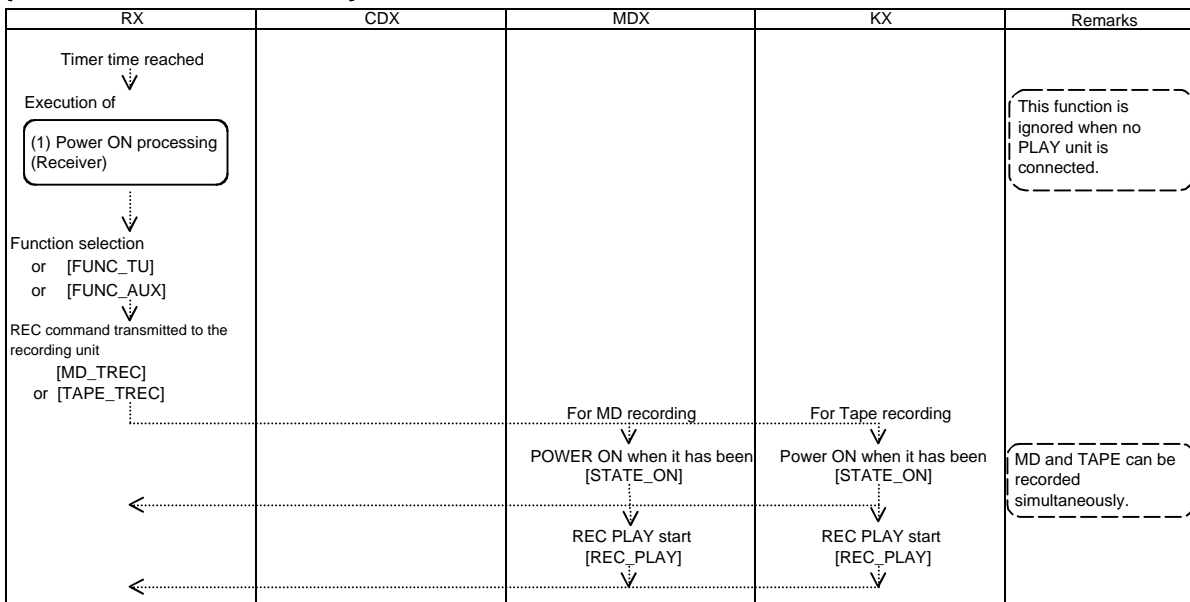 RX CDX MDX KX Remarks
Timer time reached
Execution of
(1) Power ON processing
(Receiver)
This function is
ignored when no
PLAY unit is
connected.
Function selection
or [FUNC_TU]
or [FUNC_AUX]
REC command transmitted to the
recording unit
[MD_TREC]
or [TAPE_TREC]
For MD recording For Tape recording
POWER ON when it has been Power ON when it has been
[STATE_ON] [STATE_ON]
MD and TAPE can be
recorded
simultaneously.
REC PLAY start REC PLAY start
[REC_PLAY] [REC_PLAY]